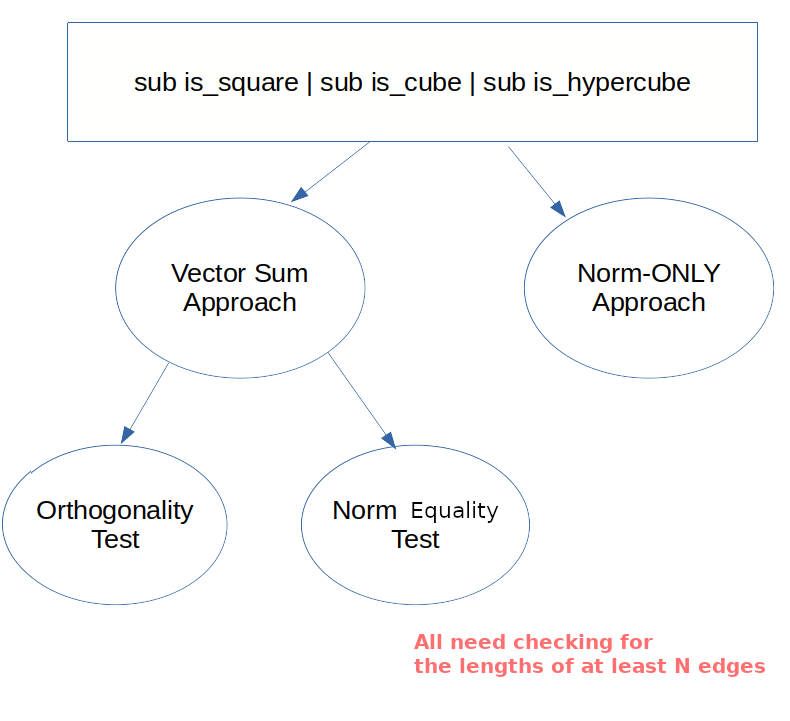 sub is_square | sub is_cube | sub is_hypercube
Vector Sum
Approach
Norm-ONLY
Approach
Orthogonality
Test
Norm Equality
Test
All need checking for
the lengths of at least N edges